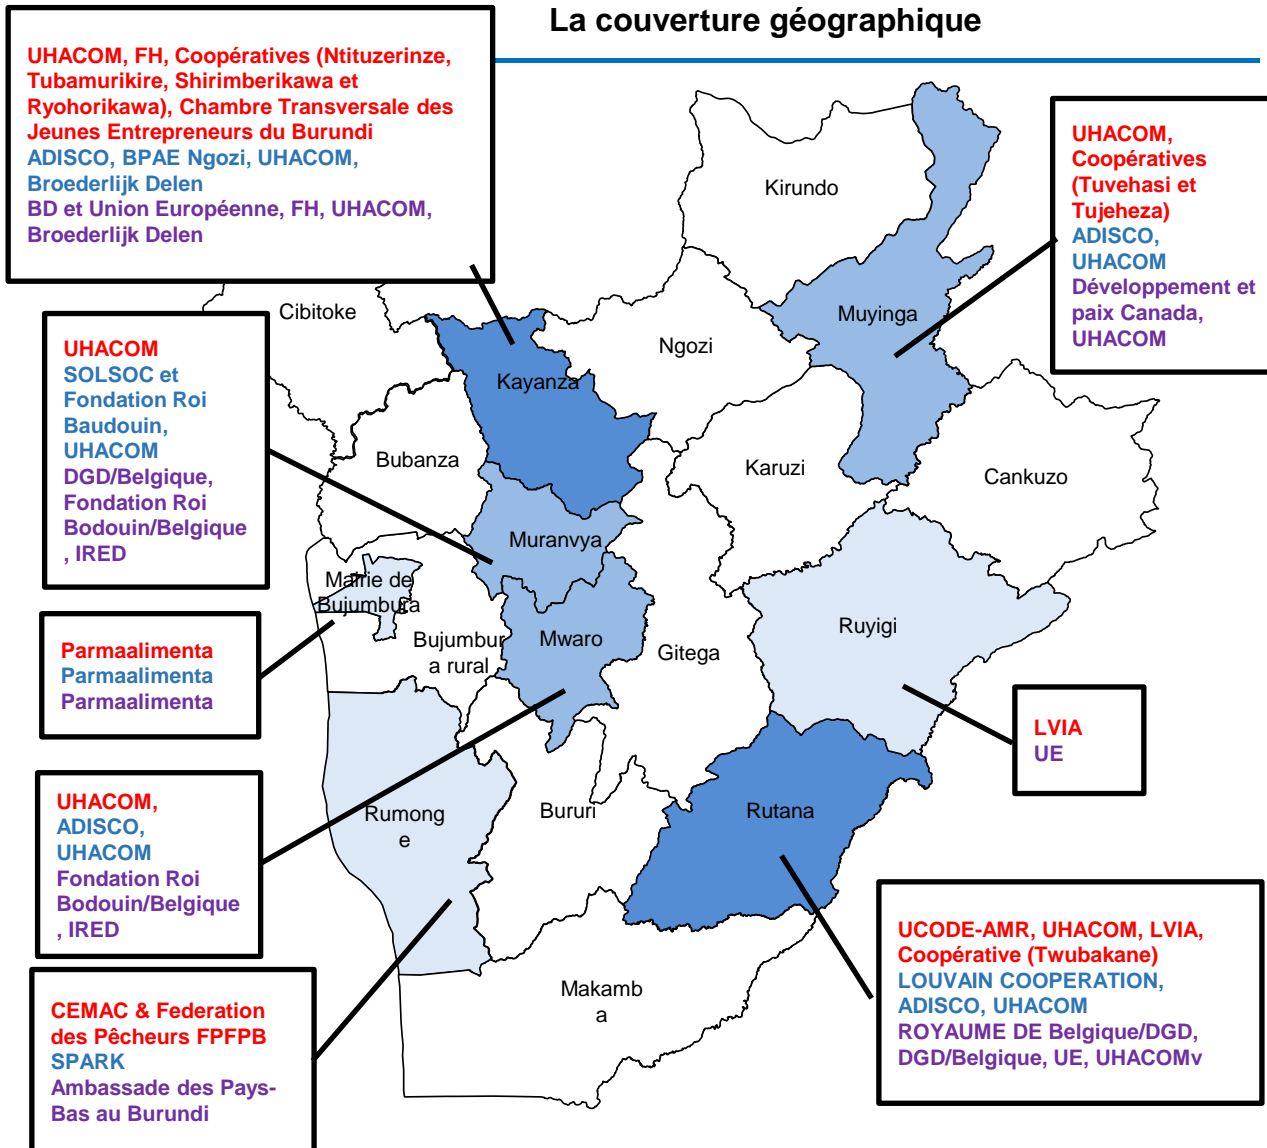 La couverture géographique
UHACOM, FH, Coopératives (Ntituzerinze,
Tubamurikire, Shirimberikawa et
Ryohorikawa), Chambre Transversale des
Jeunes Entrepreneurs du Burundi
ADISCO, BPAE Ngozi, UHACOM,
Broederlijk Delen
BD et Union Européenne, FH, UHACOM,
Broederlijk Delen
UHACOM,
Coopératives
(Tuvehasi et
Tujeheza)
ADISCO,
UHACOM
Développement et
paix Canada,
UHACOM
Kirundo
Cibitoke
Muyinga
Ngozi
Kayanza
UHACOM
SOLSOC et
Fondation Roi
Baudouin,
UHACOM
DGD/Belgique,
Fondation Roi
Bodouin/Belgique
, IRED
Bubanza
Karuzi
Cankuzo
Muranvya
Mairie de
Bujumbura
Bujumbur
a rural
Mwaro
Gitega
Ruyigi
Parmaalimenta
Parmaalimenta
Parmaalimenta
LVIA
UE
UHACOM,
ADISCO,
UHACOM
Fondation Roi
Bodouin/Belgique
, IRED
Rumong
e
Bururi
Rutana
UCODE-AMR, UHACOM, LVIA,
Coopérative (Twubakane)
LOUVAIN COOPERATION,
ADISCO, UHACOM
ROYAUME DE Belgique/DGD,
DGD/Belgique, UE, UHACOMv
Makamb
a
CEMAC & Federation
des Pêcheurs FPFPB
SPARK
Ambassade des Pays-
Bas au Burundi